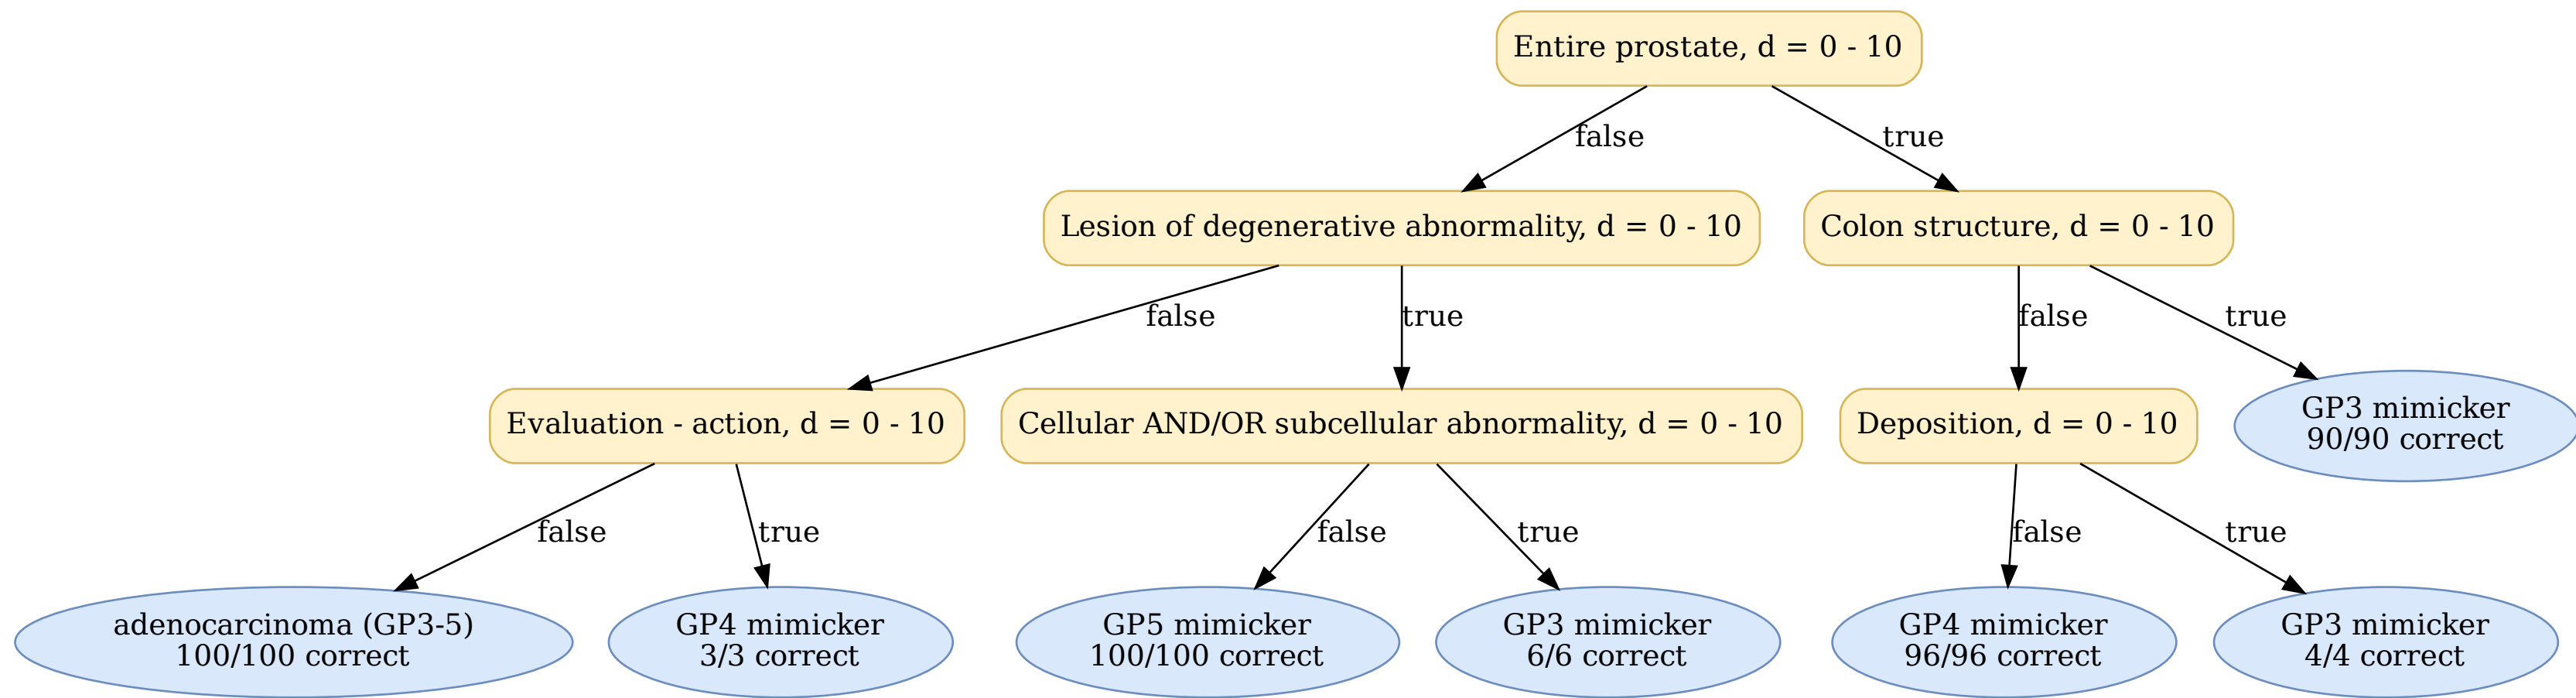 Entire prostate, d = 0 - 10
false
true
Lesion of degenerative abnormality, d = 0 - 10
Colon structure, d = 0 - 10
false
true
false
true
Evaluation - action, d = 0 - 10
Cellular AND/OR subcellular abnormality, d = 0 - 10
Deposition, d = 0 - 10
GP3 mimicker
90/90 correct
false
true
false
true
false
true
adenocarcinoma (GP3-5)
100/100 correct
GP4 mimicker
3/3 correct
GP5 mimicker
100/100 correct
GP3 mimicker
6/6 correct
GP4 mimicker
96/96 correct
GP3 mimicker
4/4 correct